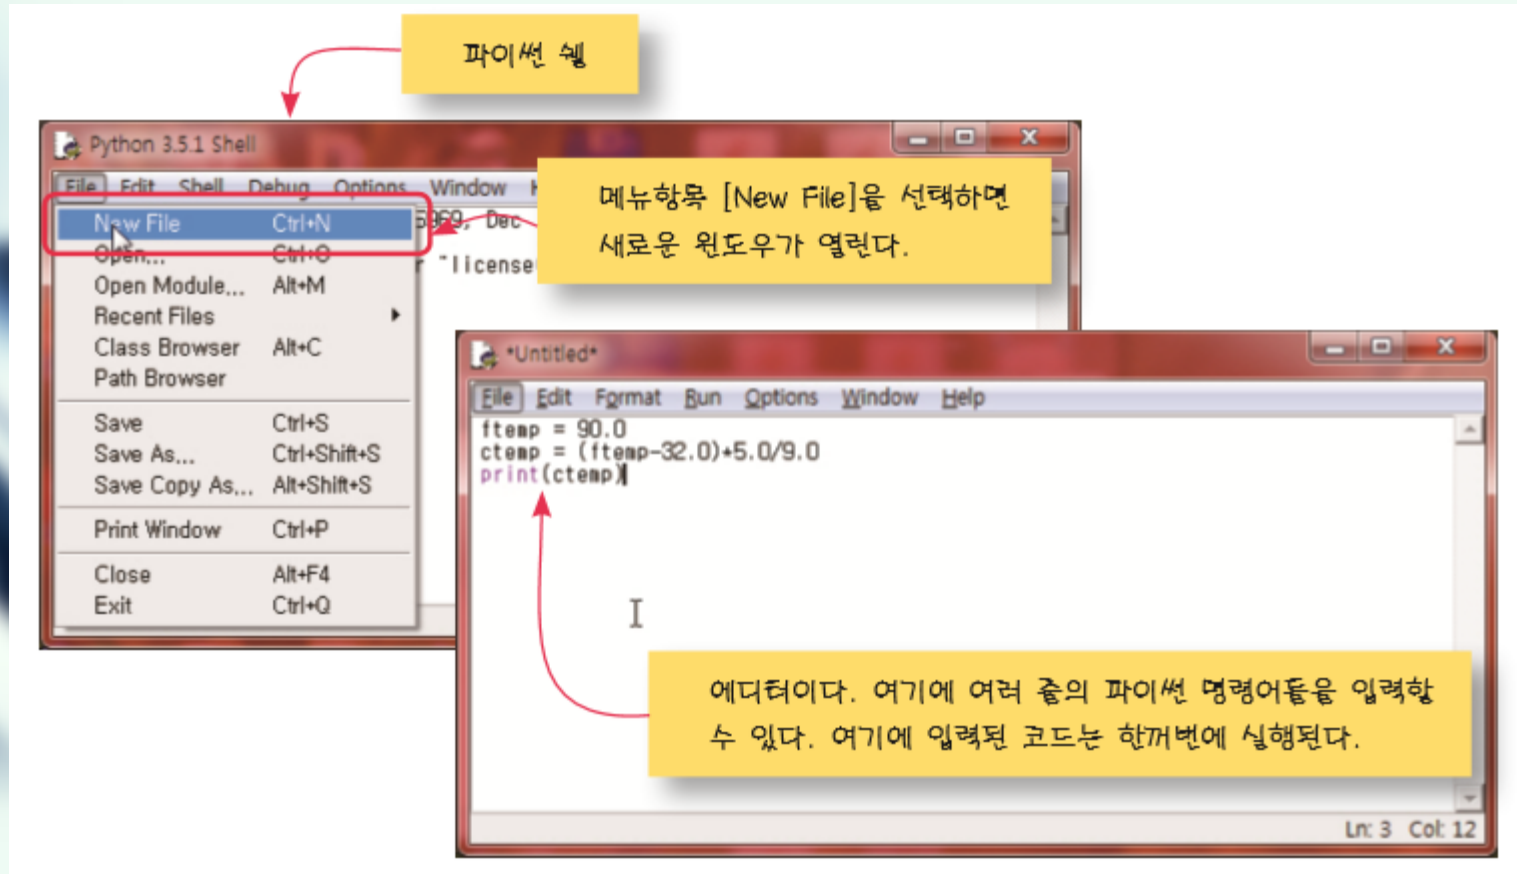 파이썬 쉘
Python 3.5.1 Shell
File Edit Shell Debug Options Window
메뉴항목 [New File]을 선택하면
새로운 윈도우가 열린다.
New File Ctrl+N
Dec
Open... Ctrl+O
"license
Open Module... Alt+M
Recent Files
Class Browser Alt+C
Path Browser
Save Ctrl+S
Save As... Ctrl+Shift+S
Save Copy As... Alt+Shift+S
Print Window Ctrl+P
Close Alt+F4
Exit Ctrl+Q
*Untitled*
File Edit Format Run Options Window Help
ftemp = 90.0
ctemp = (ftemp-32.0)*5.0/9.0
print(ctemp)
에디터이다. 여기에 여러 줄의 파이썬 명령어들을 입력할
수 있다. 여기에 입력된 코드는 한꺼번에 실행된다.
Ln: 3 Col: 12